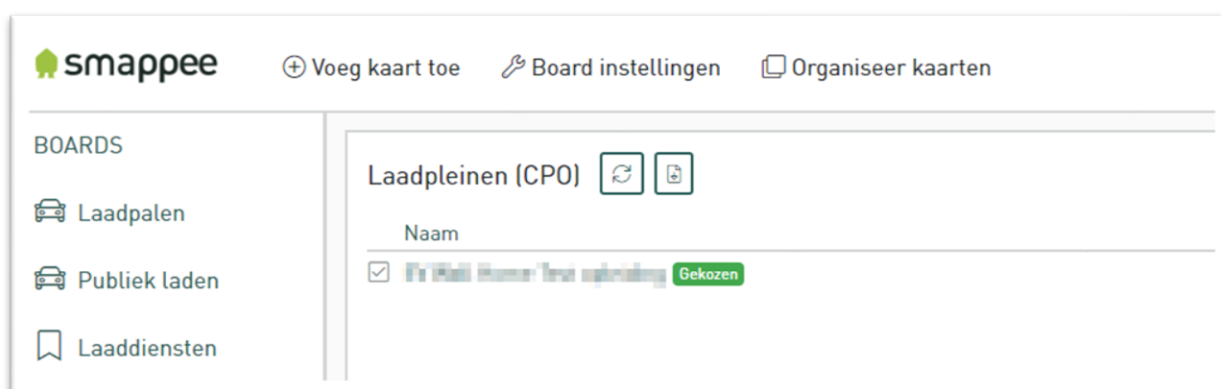 smappee
Voeg kaart toe
Board instellingen
Organiseer kaarten
BOARDS
Laadpalen
Publiek laden
Laaddiensten
Laadpleinen (CPO)
Naam
Gekozen